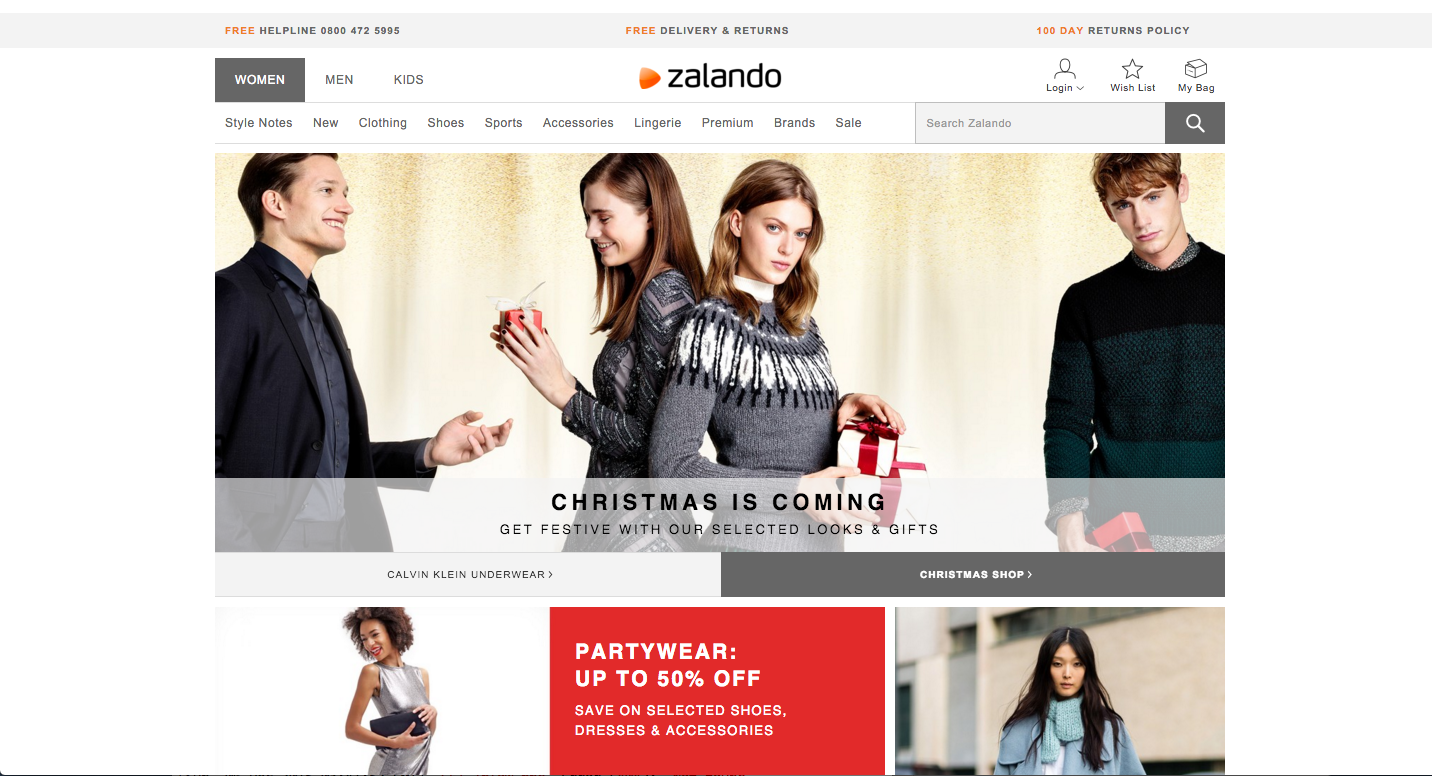 FREE HELPLINE 0800 472 5995
FREE DELIVERY & RETURNS
100 DAY RETURNS POLICY
WOMEN
MEN
KIDS
zalando
Login
Wish List
My Bag
Style Notes
New
Clothing
Shoes
Sports
Accessories
Lingerie
Premium
Brands
Sale
Search Zalando
CHRISTMAS IS COMING
GET FESTIVE WITH OUR SELECTED LOOKS & GIFTS
CALVIN KLEIN UNDERWEAR >
CHRISTMAS SHOP >
PARTYWEAR:
UP TO 50% OFF
SAVE ON SELECTED SHOES,
DRESSES & ACCESSORIES